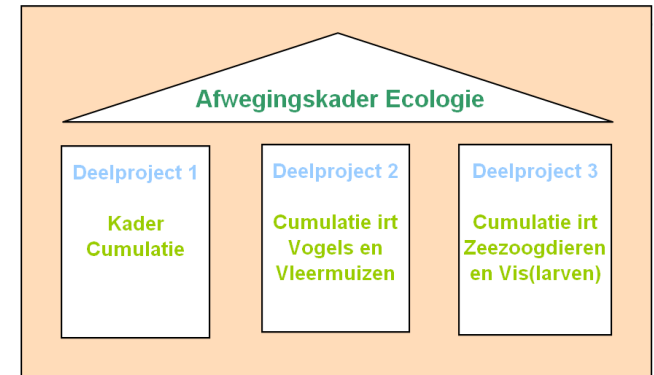 Afwegingskader Ecologie
Deelproject 1
Kader
Cumulatie
Deelproject 2
Cumulatie irt
Vogels en
Vleermuizen
Deelproject 3
Cumulatie irt
Zeezoogdieren
en Vis(larven)